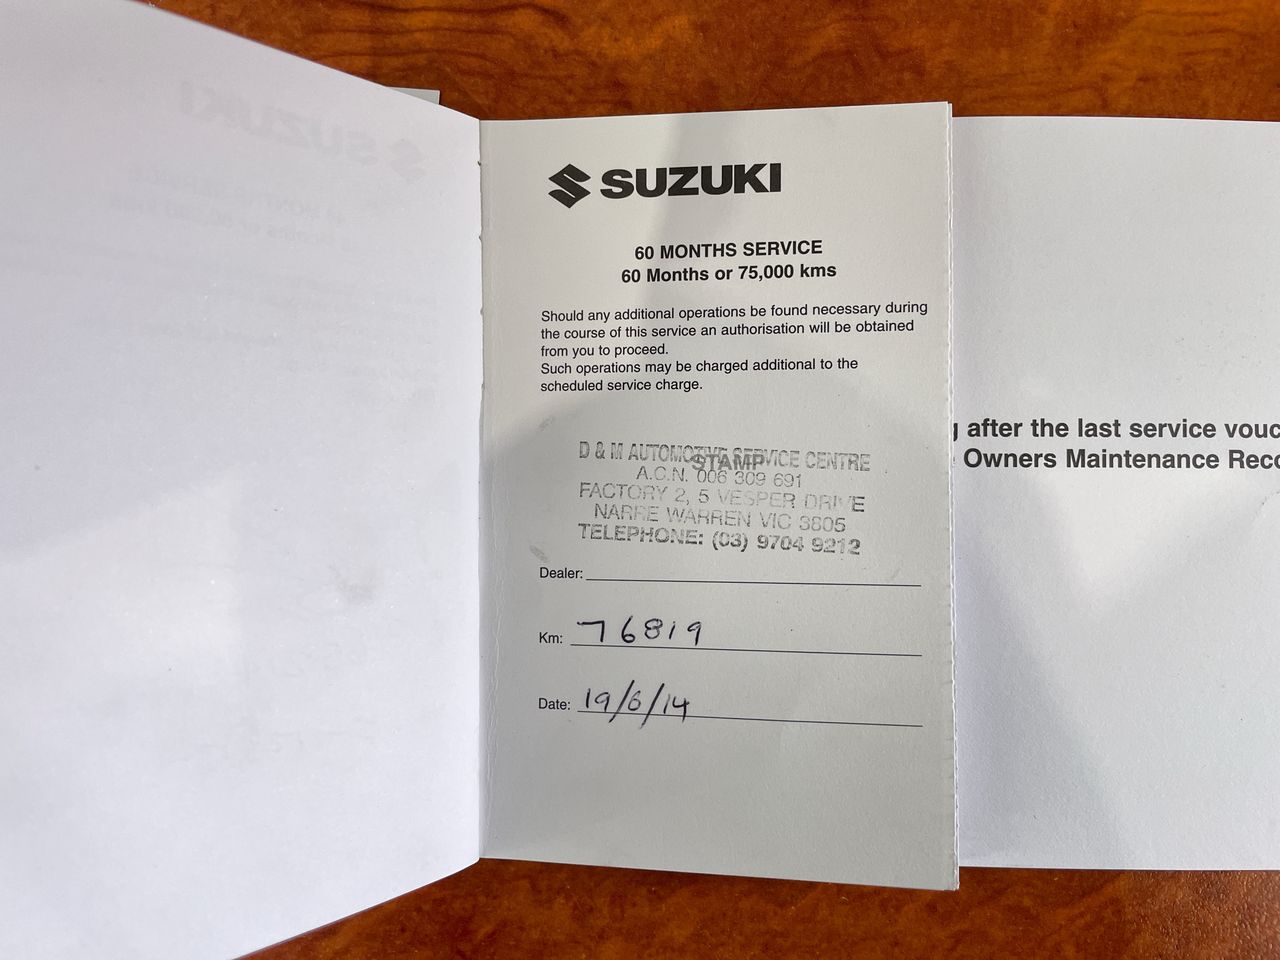 SUZUKI
60 MONTHS SERVICE
60 Months or 75,000 kms
Should any additional operations be found necessary during
the course of this service an authorisation will be obtained
from you to proceed.
Such operations may be charged additional to the
scheduled service charge.
D & M AUTOMOTIVE SERVICE CENTRE
STAMP
A.C.N. 006 309 691
FACTORY 2, 5 VESPER DRIVE
NARRE WARREN VIC 3805
TELEPHONE: (03) 9704 9212
Dealer:
Km: 76819
Date: 19/6/14
after the last service vouc
Owners Maintenance Reco